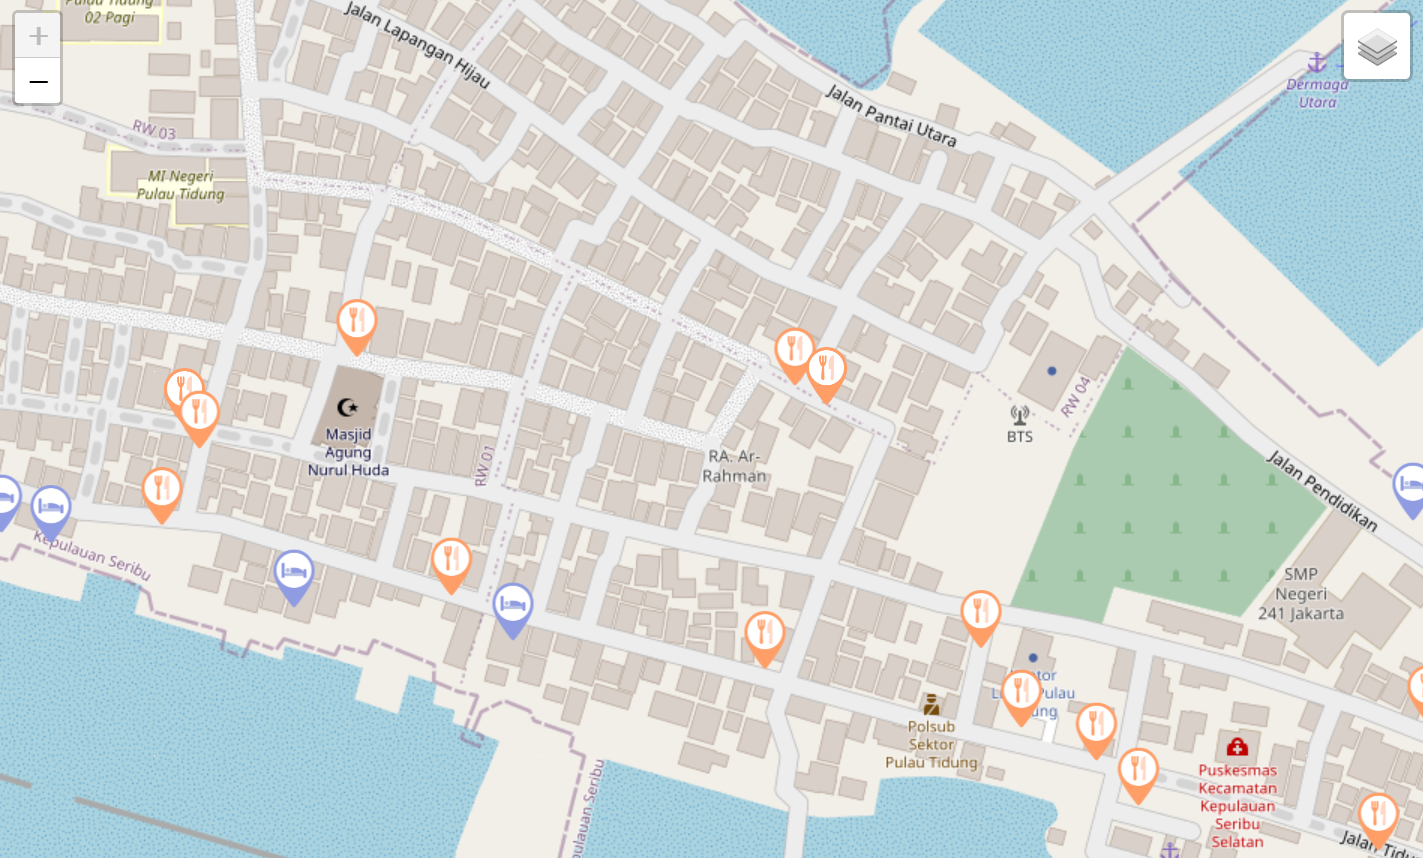 Pulau Tidung
02 Pagi
+
−
Jalan Lapangan Hijau
Jalan Pantai Utara
Dermaga
Utara
RW 03
MI Negeri
Pulau Tidung
RW 04
BTS
Masjid
Agung
Nurul Huda
RW 01
RA. Ar-
Rahman
Jalan Pendidikan
Kepulauan Seribu
SMP
Negeri
241 Jakarta
Pulau
Polsub
Sektor
Pulau Tidung
Puskesmas
Kecamatan
Kepulauan
Seribu
Selatan
pulauan Seribu
Jalan Tidu